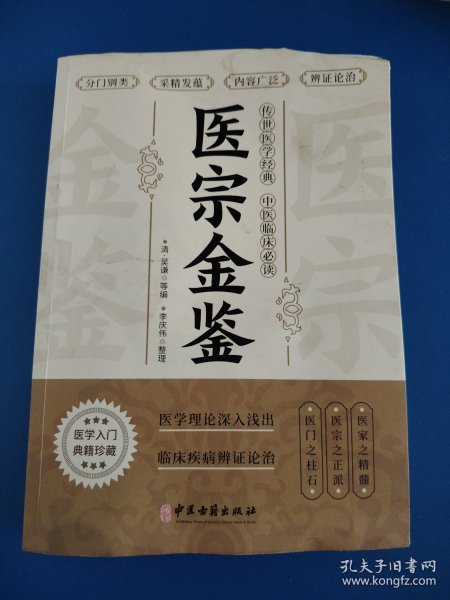 分门别类
采精发蕴
内容广泛
辨证论治
医宗金鉴
医宗
金鉴
传世医学经典 中医临床必读
清·吴谦 等编
李庆伟 整理
医学理论深入浅出
临床疾病辨证论治
医家之精髓
医宗之正派
医门之柱石
医学入门
典籍珍藏
中医古籍出版社
孔夫子旧书网
www.kongfz.com